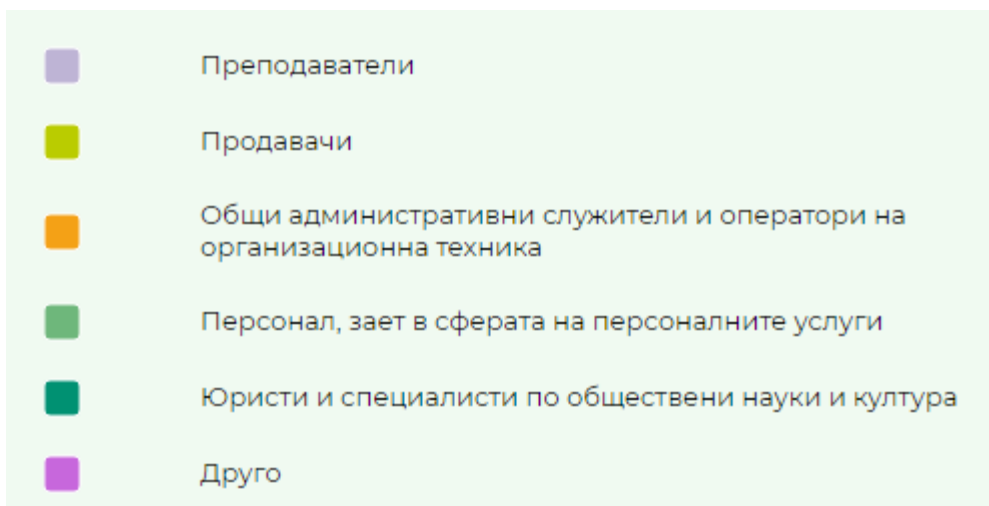 Преподаватели
Продавачи
Общи административни служители и оператори на
организационна техника
Персонал, зает в сферата на персоналните услуги
Юристи и специалисти по обществени науки и култура
Друго